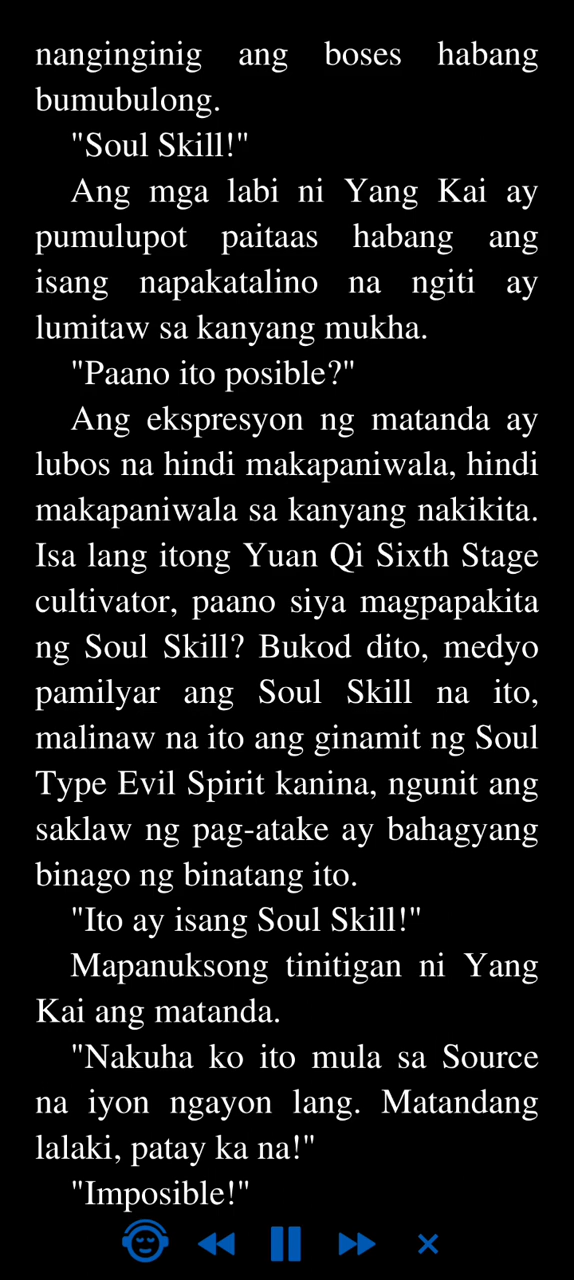 nanginginig ang boses habang
bumubulong.
"Soul Skill!"
Ang mga labi ni Yang Kai ay
pumulupot paitaas habang ang
isang napakatalino na ngiti ay
lumitaw sa kanyang mukha.
"Paano ito posible?"
Ang ekspresyon ng matanda ay
lubos na hindi makapaniwala, hindi
makapaniwala sa kanyang nakikita.
Isa lang itong Yuan Qi Sixth Stage
cultivator, paano siya magpapakita
ng Soul Skill? Bukod dito, medyo
pamilyar ang Soul Skill na ito,
malinaw na ito ang ginamit ng Soul
Type Evil Spirit kanina, ngunit ang
saklaw ng pag-atake ay bahagyang
binago ng binatang ito.
"Ito ay isang Soul Skill!"
Mapanuksong tinitigan ni Yang
Kai ang matanda.
"Nakuha ko ito mula sa Source
na iyon ngayon lang. Matandang
lalaki, patay ka na!"
"Imposible!"